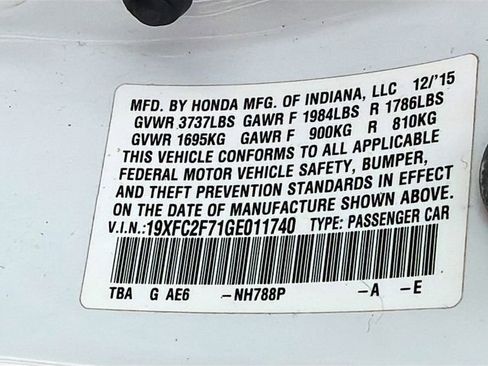 MFD. BY HONDA MFG. OF INDIANA, LLC 12/'15
GVWR 3737LBS GAWR F 1984LBS R 1786LBS
GVWR 1695KG GAWR F 900KG R 810KG
THIS VEHICLE CONFORMS TO ALL APPLICABLE
FEDERAL MOTOR VEHICLE SAFETY, BUMPER,
AND THEFT PREVENTION STANDARDS IN EFFECT
ON THE DATE OF MANUFACTURE SHOWN ABOVE.
V.I.N.:19XFC2F71GE011740 TYPE: PASSENGER CAR
TBA G AE6 -NH788P -A -E